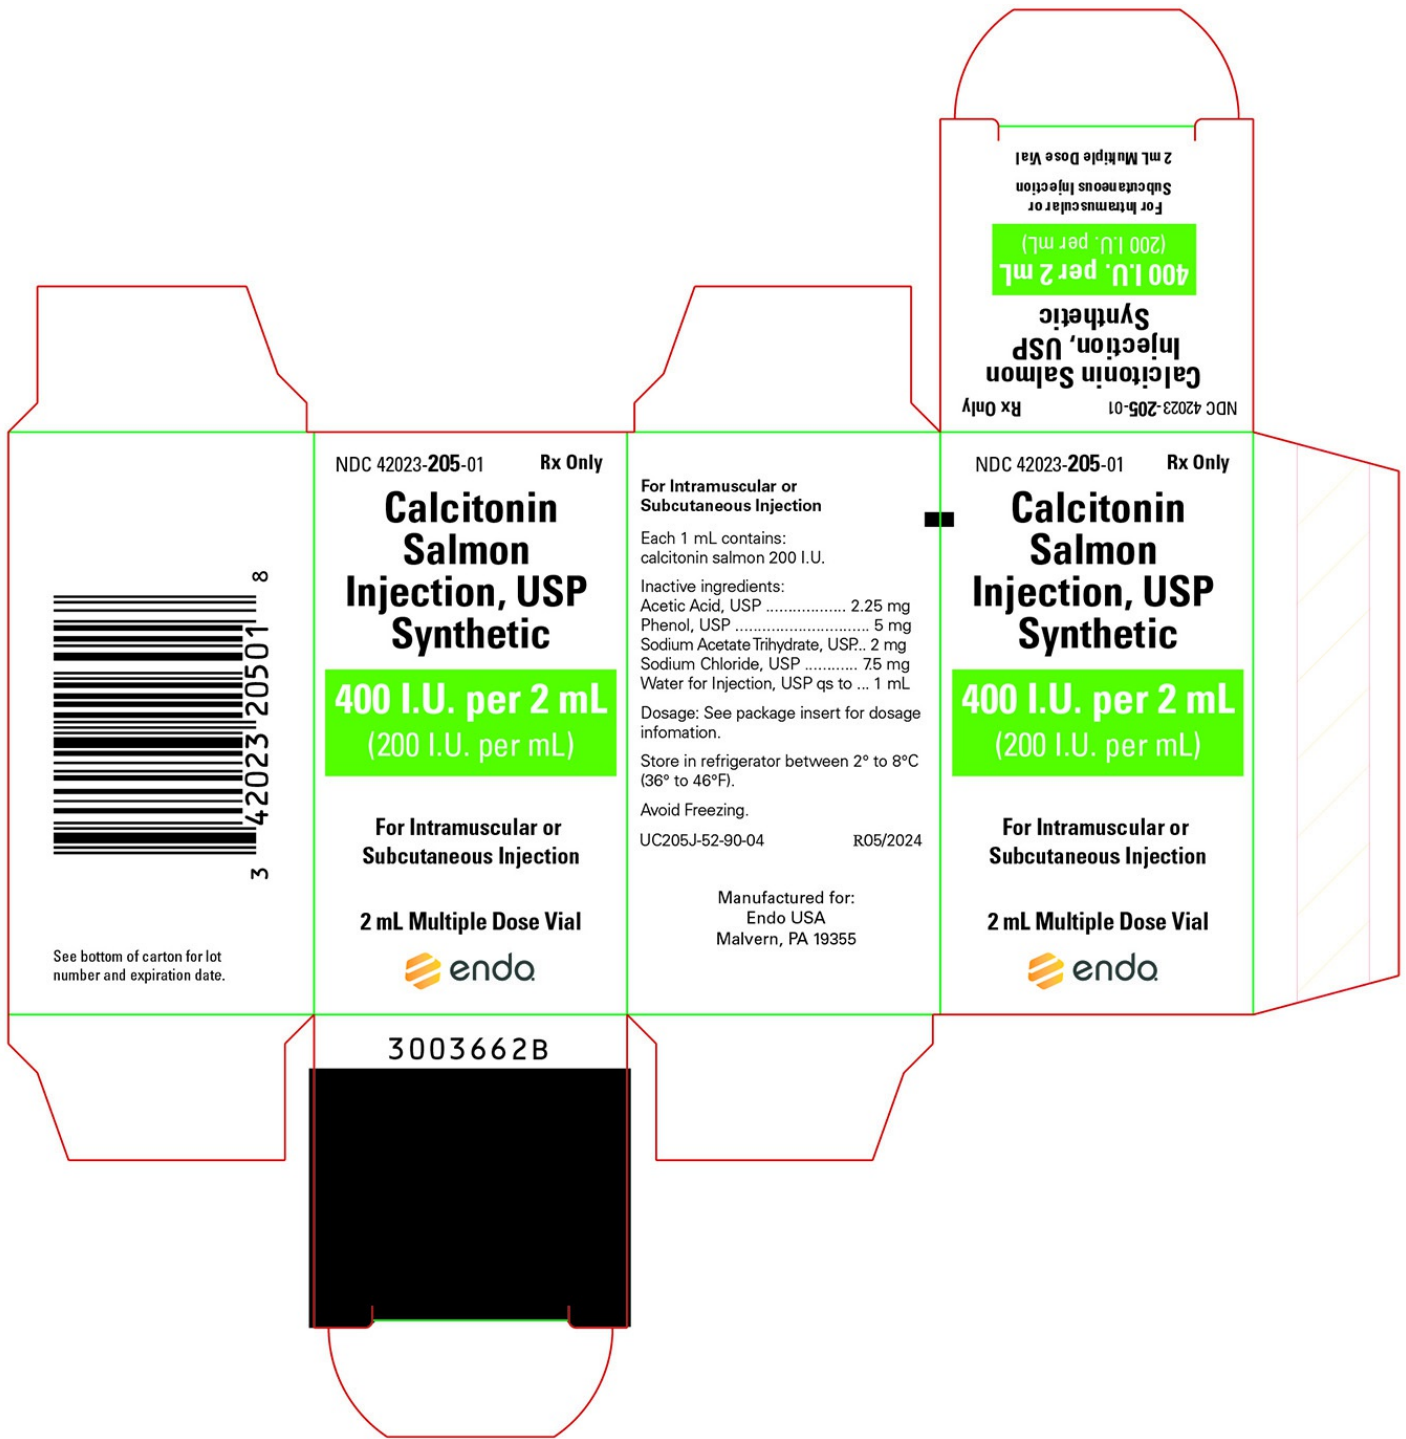 2 mL Multiple Dose Vial
For Intramuscular or
Subcutaneous Injection
400 I.U. per 2 mL
(200 I.U. per mL)
Calcitonin Salmon
Injection, USP
Synthetic
NDC 42023-205-01 Rx Only
3 42023 20501 8
See bottom of carton for lot
number and expiration date.
NDC 42023-205-01 Rx Only
Calcitonin
Salmon
Injection, USP
Synthetic
400 I.U. per 2 mL
(200 I.U. per mL)
For Intramuscular or
Subcutaneous Injection
2 mL Multiple Dose Vial
endo
3003662B
For Intramuscular or
Subcutaneous Injection
Each 1 mL contains:
calcitonin salmon 200 I.U.
Inactive ingredients:
Acetic Acid, USP .................. 2.25 mg
Phenol, USP .............................. 5 mg
Sodium Acetate Trihydrate, USP... 2 mg
Sodium Chloride, USP ............ 7.5 mg
Water for Injection, USP qs to ... 1 mL
Dosage: See package insert for dosage
infomation.
Store in refrigerator between 2° to 8°C
(36° to 46°F).
Avoid Freezing.
UC205J-52-90-04 R05/2024
Manufactured for:
Endo USA
Malvern, PA 19355
NDC 42023-205-01 Rx Only
Calcitonin
Salmon
Injection, USP
Synthetic
400 I.U. per 2 mL
(200 I.U. per mL)
For Intramuscular or
Subcutaneous Injection
2 mL Multiple Dose Vial
endo